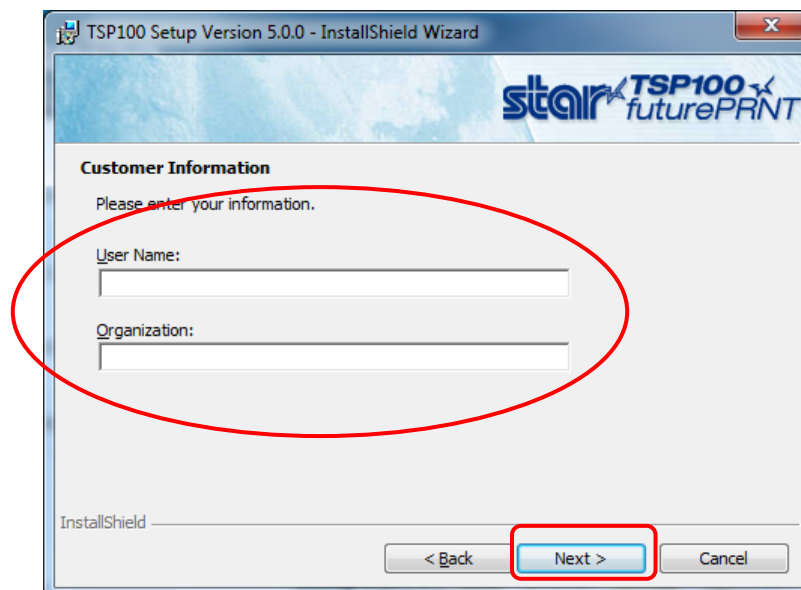 TSP100 Setup Version 5.0.0 - InstallShield Wizard
star TSP100
futurePRNT
Customer Information
Please enter your information.
User Name:
Organization:
InstallShield
< Back Next > Cancel